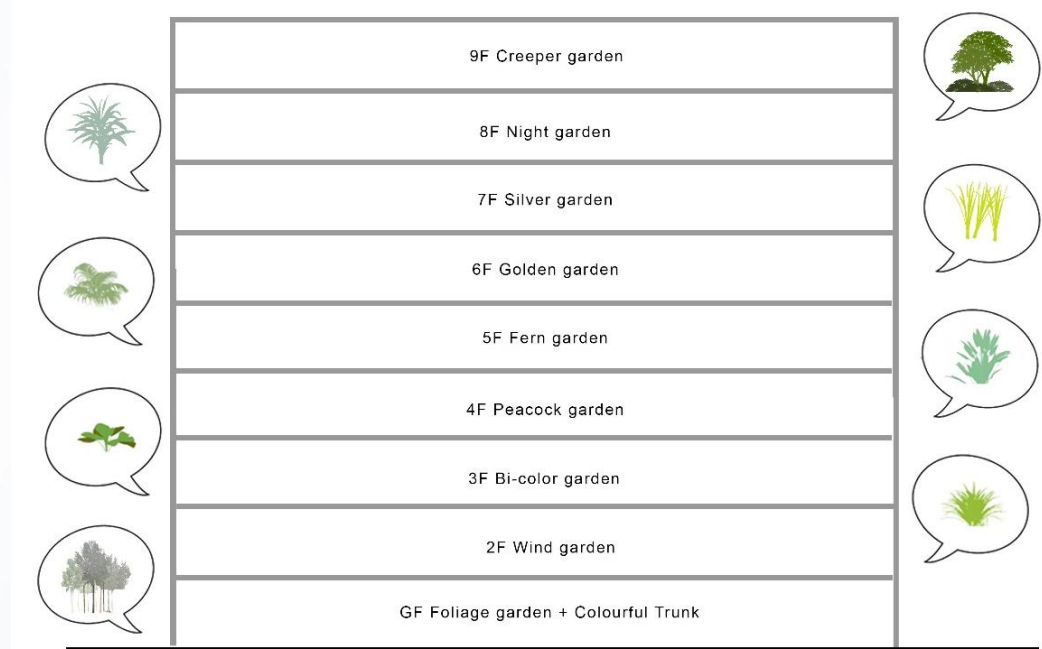 9F Creeper garden
8F Night garden
7F Silver garden
6F Golden garden
5F Fern garden
4F Peacock garden
3F Bi-color garden
2F Wind garden
GF Foliage garden + Colourful Trunk